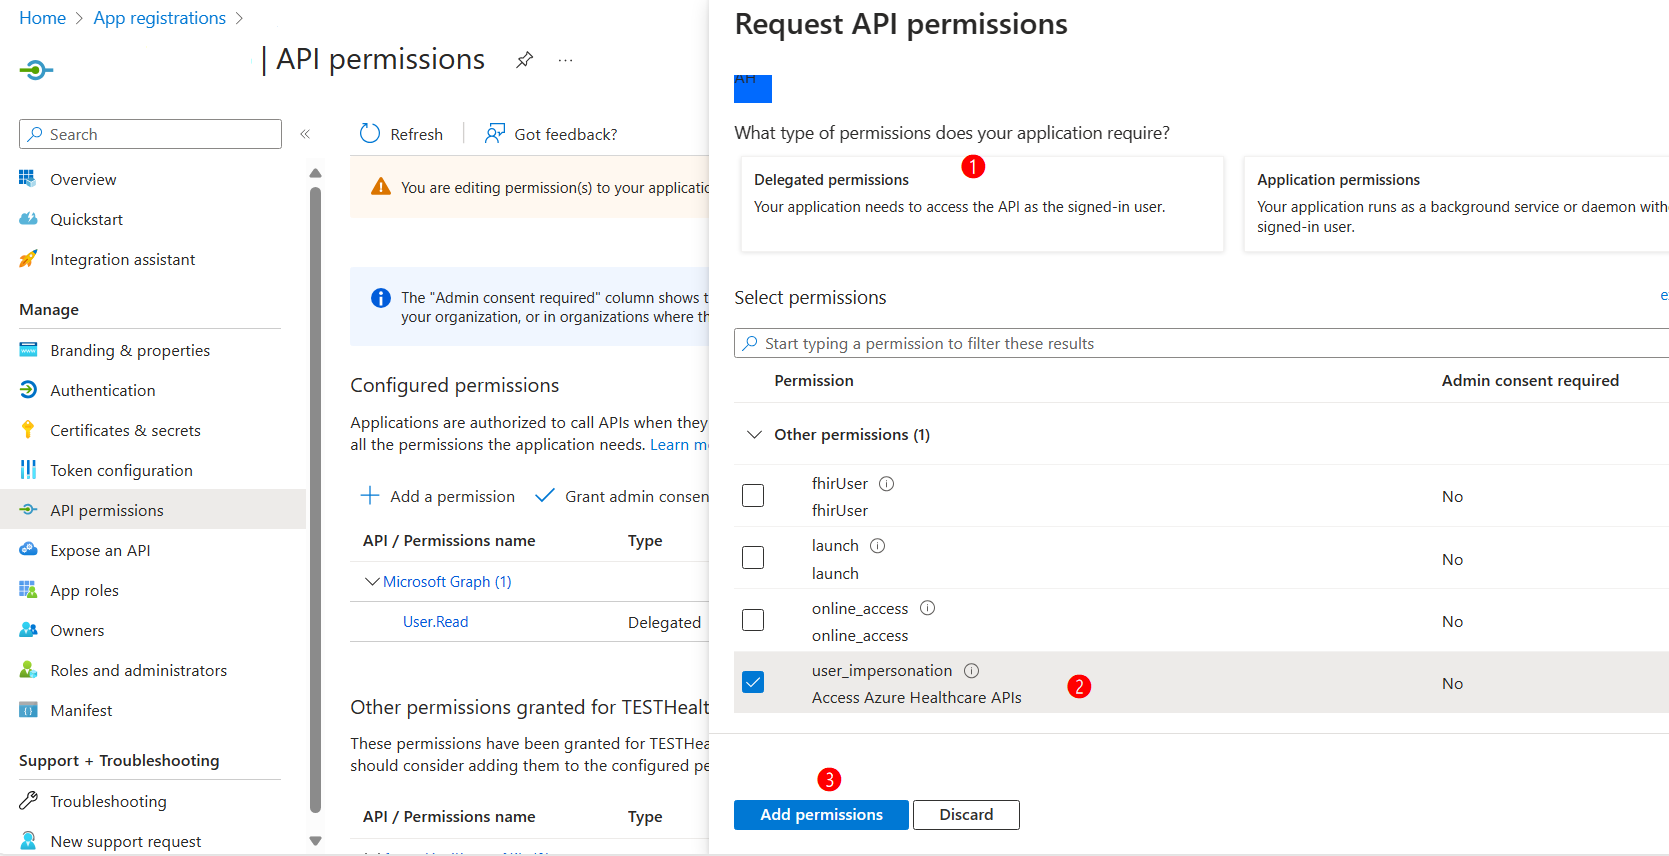 Home > App registrations >
| API permissions
Search
Overview
Quickstart
Integration assistant
Manage
Branding & properties
Authentication
Certificates & secrets
Token configuration
API permissions
Expose an API
App roles
Owners
Roles and administrators
Manifest
Support + Troubleshooting
Troubleshooting
New support request
Refresh
Got feedback?
You are editing permission(s) to your applicatio
The "Admin consent required" column shows t
your organization, or in organizations where th
Configured permissions
Applications are authorized to call APIs when they
all the permissions the application needs. Learn m
Add a permission
Grant admin consen
API / Permissions name Type
Microsoft Graph (1)
User.Read Delegated
Other permissions granted for TESTHealt
These permissions have been granted for TESTHea
should consider adding them to the configured pe
API / Permissions name Type
Request API permissions
AH
What type of permissions does your application require?
1
Delegated permissions
Your application needs to access the API as the signed-in user.
Application permissions
Your application runs as a background service or daemon with
signed-in user.
Select permissions
Start typing a permission to filter these results
Permission Admin consent required
Other permissions (1)
fhirUser
fhirUser
No
launch
launch
No
online_access
online_access
No
user_impersonation
Access Azure Healthcare APIs
2
No
3
Add permissions
Discard